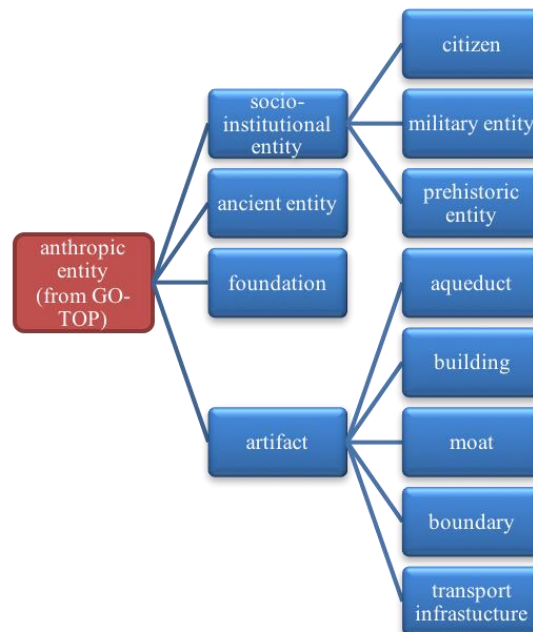 anthropic
entity
(from GO-
TOP)
socio-
institutional
entity
citizen
military entity
prehistoric
entity
ancient entity
foundation
artifact
aqueduct
building
moat
boundary
transport
infrastucture